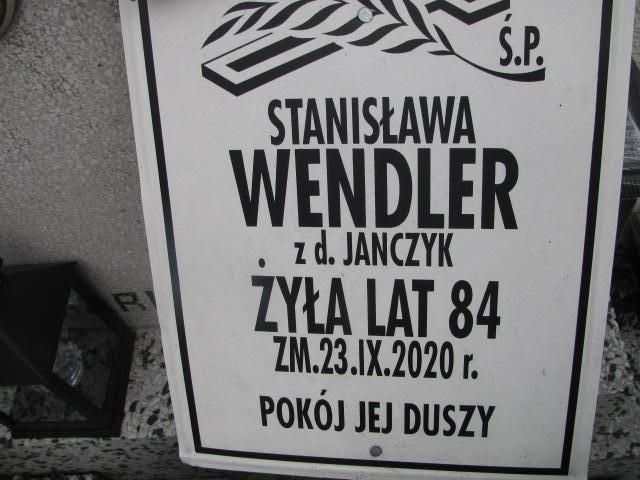 Ś.P.
STANISŁAWA
WENDLER
z d. JANCZYK
ŻYŁA LAT 84
ZM.23.IX.2020 r.
POKÓJ JEJ DUSZY